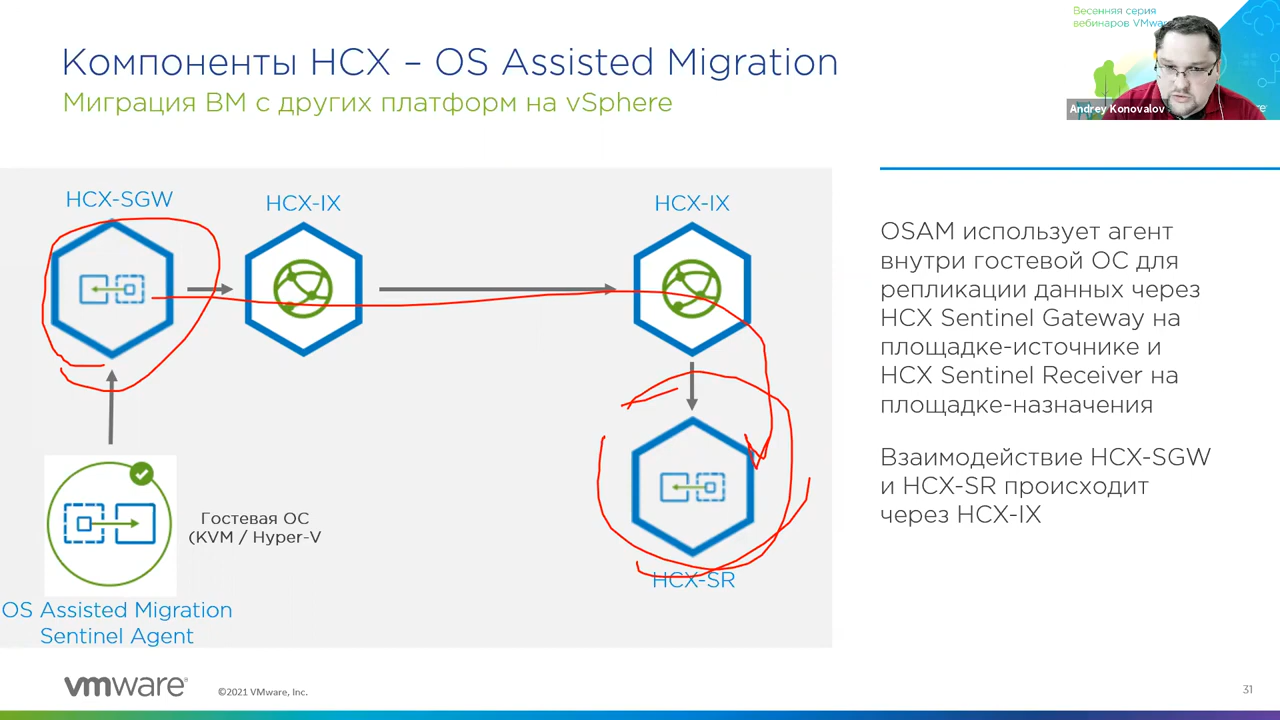 Весенняя серия
вебинаров VMwar
Компоненты HCX – OS Assisted Migration
Миграция ВМ с других платформ на vSphere
Andrey Konovalov
HCX-SGW
HCX-IX
HCX-IX
OSAM использует агент
внутри гостевой ОС для
репликации данных через
HCX Sentinel Gateway на
площадке-источнике и
HCX Sentinel Receiver на
площадке-назначения
Взаимодействие HCX-SGW
и HCX-SR происходит
через HCX-IX
Гостевая ОС
(KVM / Hyper-V
HCX-SR
OS Assisted Migration
Sentinel Agent
vmware®
©2021 VMware, Inc.
31